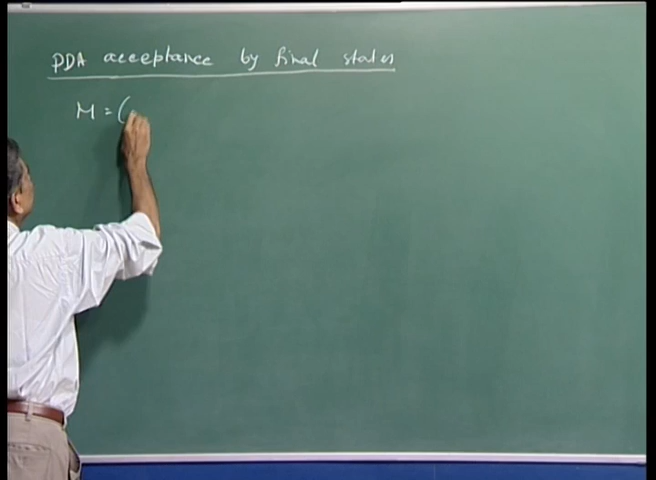 PDA acceptance by final states
M = (